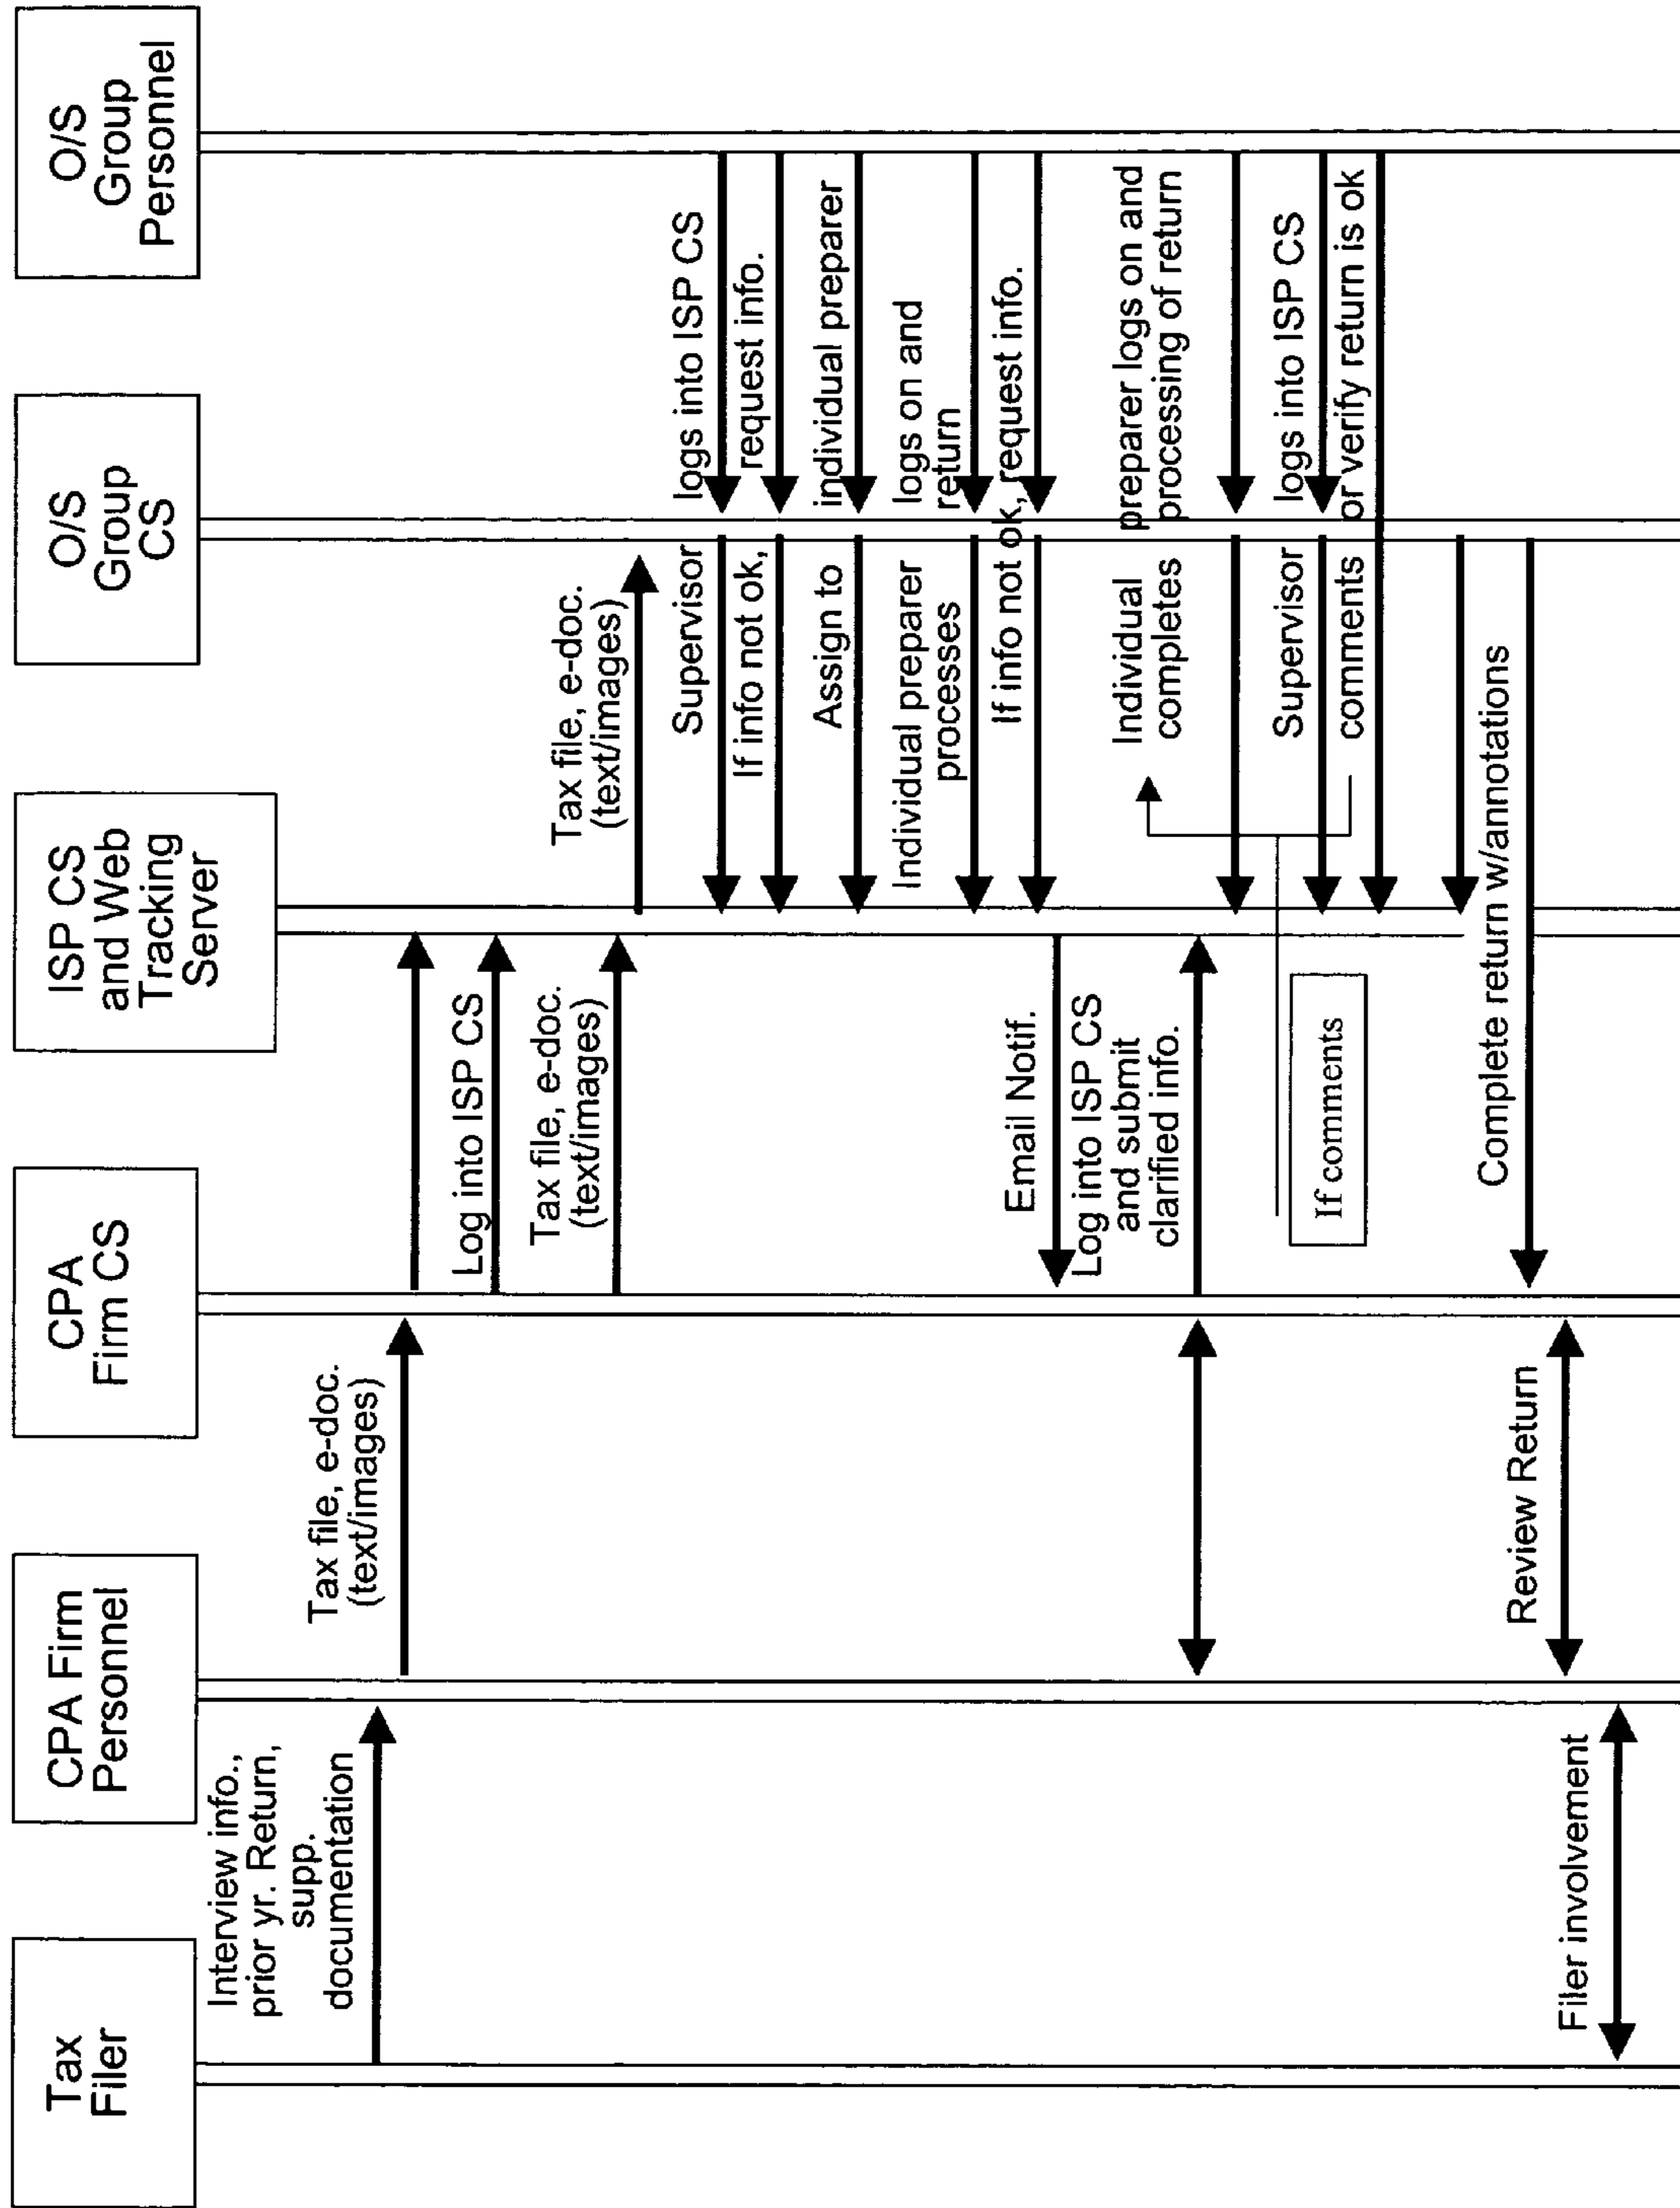 Tax
Filer
CPA Firm
Personnel
CPA
Firm CS
ISP CS
and Web
Tracking
Server
O/S
Group
CS
O/S
Group
Personnel
Interview info.,
prior yr. Return,
supp.
documentation
Tax file, e-doc.
(text/images)
Log into ISP CS
Tax file, e-doc.
(text/images)
Tax file, e-doc.
(text/images)
Supervisor logs into ISP CS
If info not ok, request info.
Assign to individual preparer
Individual preparer logs on and
processes return
If info not ok, request info.
Email Notif.
Log into ISP CS
and submit
clarified info.
Individual preparer logs on and
completes processing of return
Supervisor logs into ISP CS
comments or verify return is ok
If comments
Complete return w/annotations
Review Return
Filer involvement